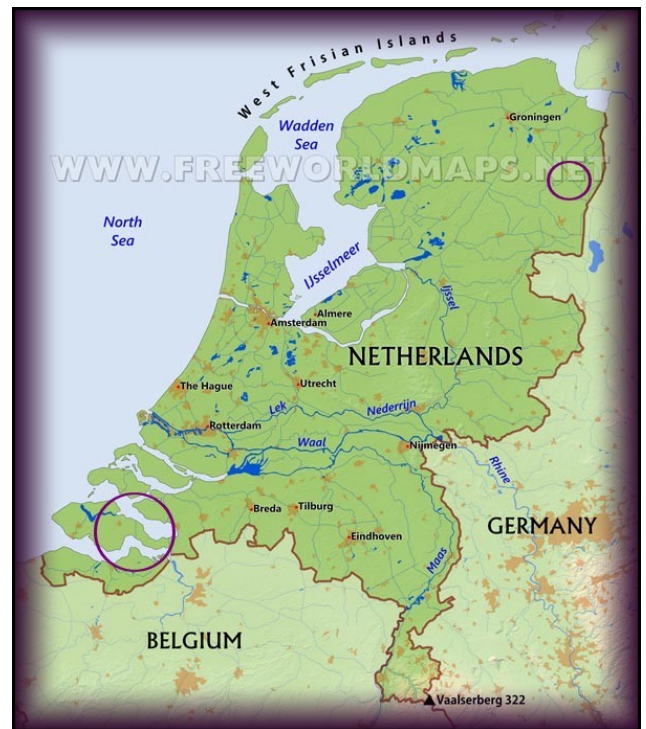 West Frisian Islands
Groningen
Wadden
Sea
WWW.FREEWORLDMAPS.NET
North
Sea
IJsselmeer
Ijssel
Almere
Amsterdam
NETHERLANDS
The Hague
Utrecht
Lek
Nederrijn
Rotterdam
Waal
Nijmegen
Rhine
Breda
Tilburg
GERMANY
Eindhoven
Maas
BELGIUM
Vaalserberg 322